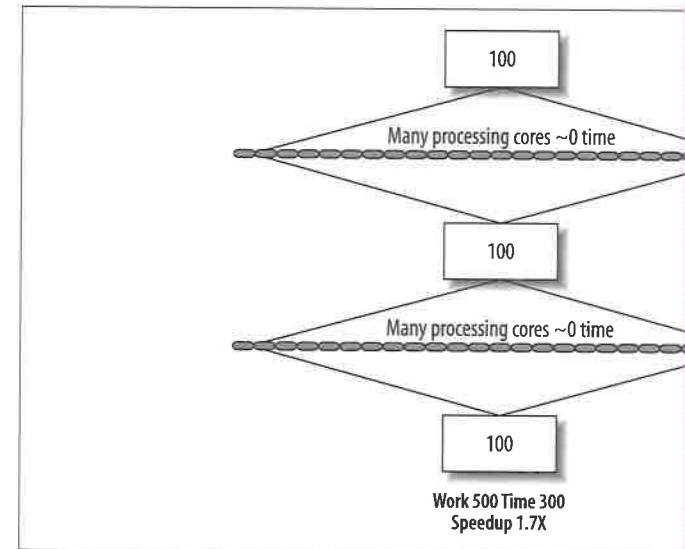 100
Many processing cores ~0 time
100
Many processing cores ~0 time
100
Work 500 Time 300
Speedup 1.7X